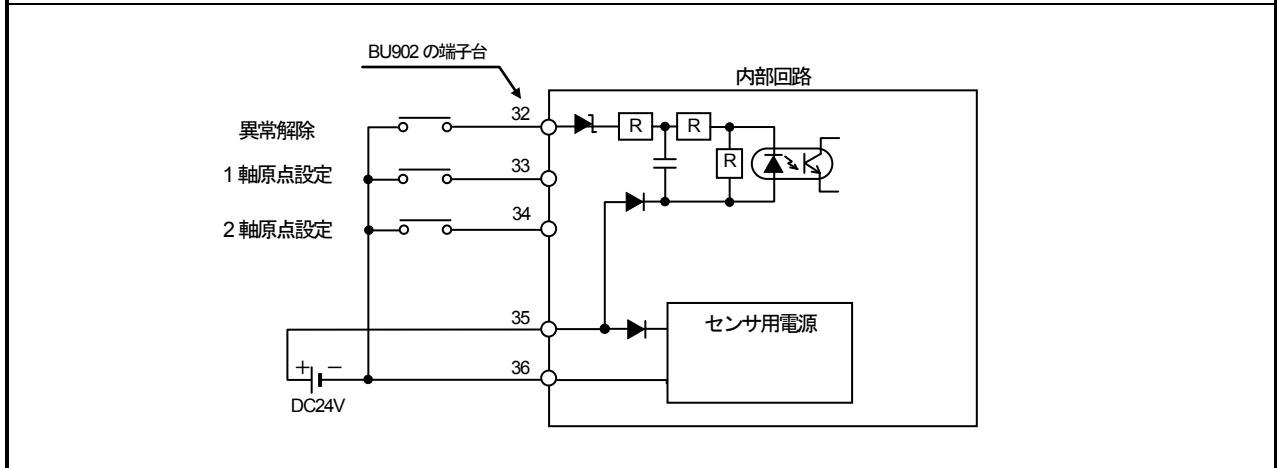 BU902 の端子台
内部回路
32
R
R
異常解除
33
R
1 軸原点設定
34
2 軸原点設定
35
センサ用電源
+
−
36
DC24V